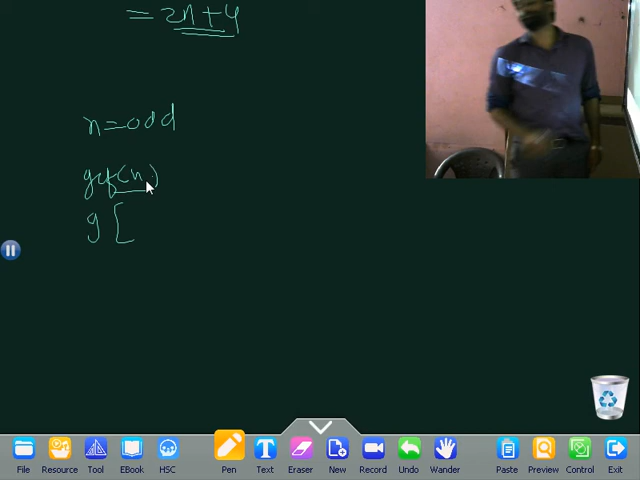 = 2n + 4
n = odd
gof(n)
g [
File Resource Tool EBook HSC Pen Text Eraser New Record Undo Wander Paste Preview Control Exit